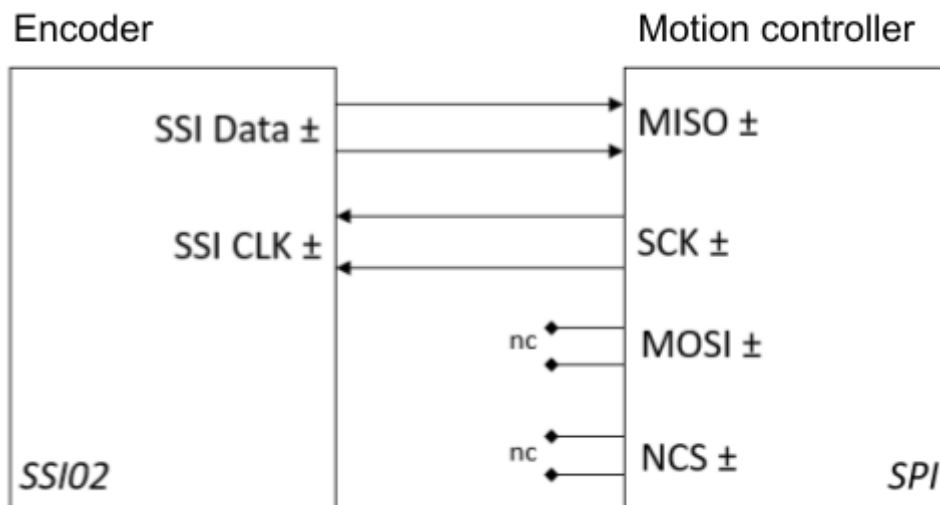 Encoder
Motion controller
SSI Data ±
MISO ±
SSI CLK ±
SCK ±
nc
MOSI ±
nc
NCS ±
SSI02
SPI